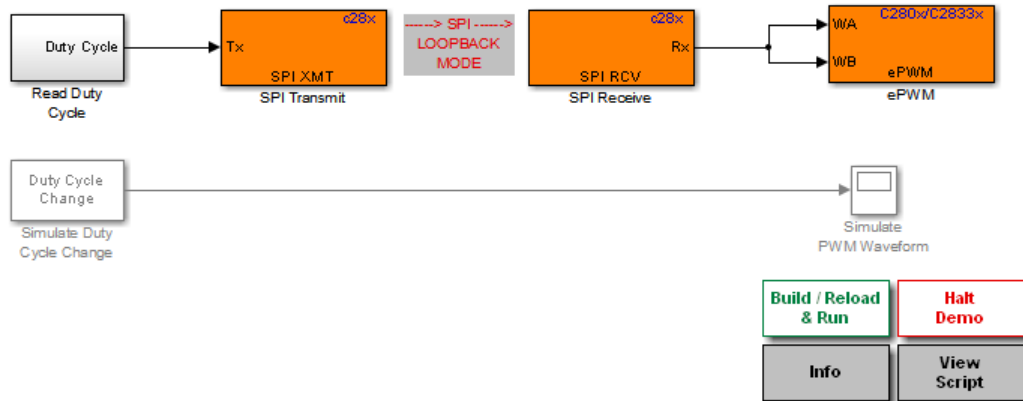 Duty Cycle
Read Duty
Cycle
c28x
Tx
SPI XMT
SPI Transmit
-----> SPI ----->
LOOPBACK
MODE
c28x
Rx
SPI RCV
SPI Receive
C280x/C2833x
WA
WB
ePWM
ePWM
Duty Cycle
Change
Simulate Duty
Cycle Change
Simulate
PWM Waveform
Build / Reload
& Run
Halt
Demo
Info
View
Script